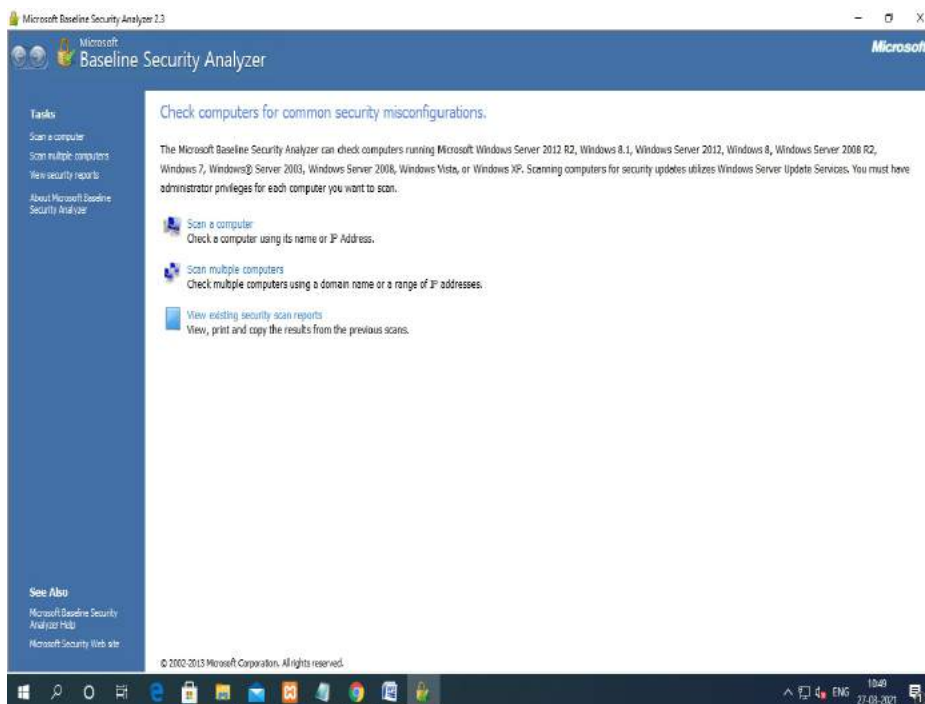 Microsoft Baseline Security Analyzer 2.3
Microsoft
Baseline Security Analyzer
Microsoft
Tasks
Scan a computer
Scan multiple computers
View security reports
About Microsoft Baseline
Security Analyzer
Check computers for common security misconfigurations.
The Microsoft Baseline Security Analyzer can check computers running Microsoft Windows Server 2012 R2, Windows 8.1, Windows Server 2012, Windows 8, Windows Server 2008 R2,
Windows 7, Windows® Server 2003, Windows Server 2008, Windows Vista, or Windows XP. Scanning computers for security updates utilizes Windows Server Update Services. You must have
administrator privileges for each computer you want to scan.
Scan a computer
Check a computer using its name or IP Address.
Scan multiple computers
Check multiple computers using a domain name or a range of IP addresses.
View existing security scan reports
View, print and copy the results from the previous scans.
See Also
Microsoft Baseline Security
Analyzer Help
Microsoft Security Web site
© 2002-2013 Microsoft Corporation. All rights reserved.
ENG
10:49
27-08-2021